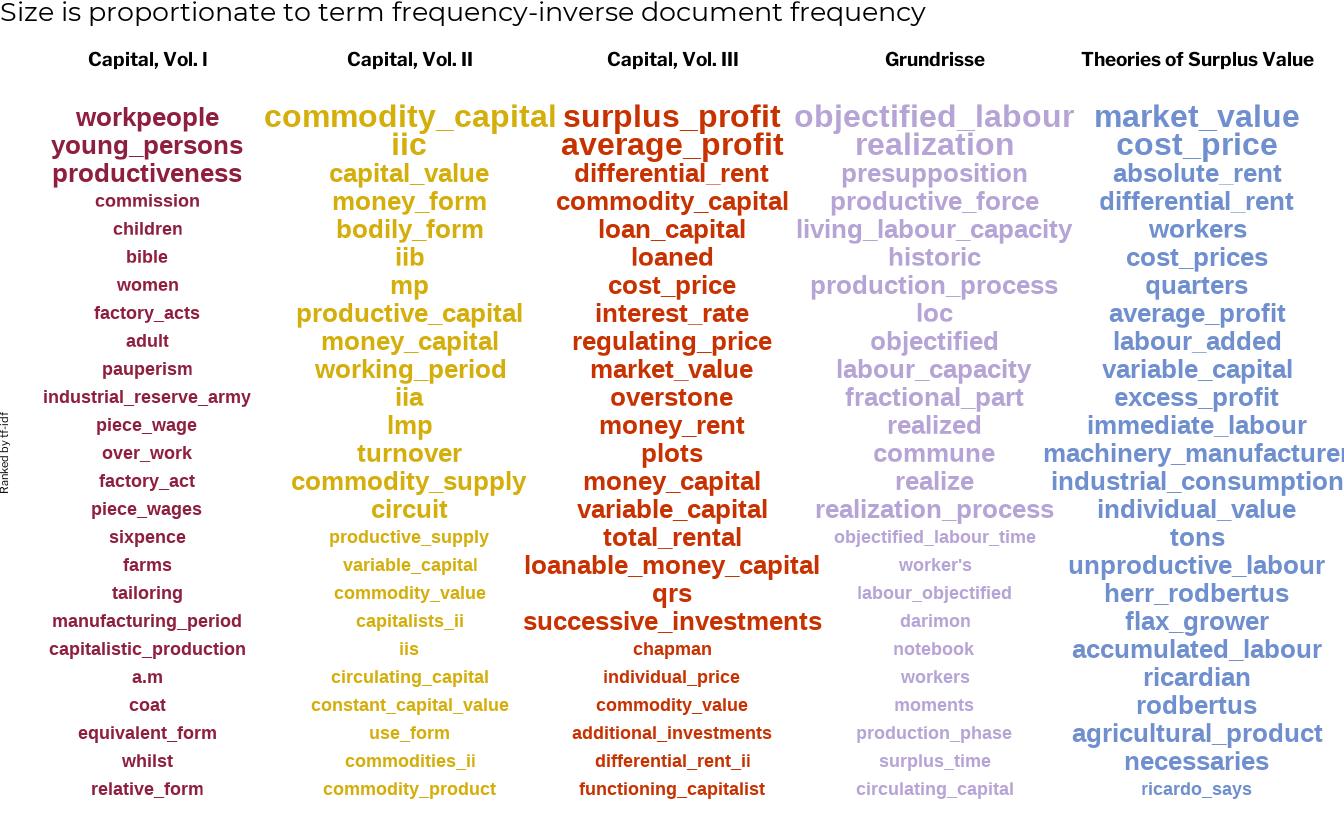 Size is proportionate to term frequency-inverse document frequency
Capital, Vol. I Capital, Vol. II Capital, Vol. III Grundrisse Theories of Surplus Value
workpeople commodity_capital surplus_profit objectified_labour market_value
young_persons iic average_profit realization cost_price
productiveness capital_value differential_rent presupposition absolute_rent
commission money_form commodity_capital productive_force differential_rent
children bodily_form loan_capital living_labour_capacity workers
bible iib loaned historic cost_prices
women mp cost_price production_process quarters
factory_acts productive_capital interest_rate loc average_profit
adult money_capital regulating_price objectified labour_added
pauperism working_period market_value labour_capacity variable_capital
industrial_reserve_army iia overstone fractional_part excess_profit
piece_wage lmp money_rent realized immediate_labour
over_work turnover plots commune machinery_manufacturer
factory_act commodity_supply money_capital realize industrial_consumption
piece_wages circuit variable_capital realization_process individual_value
sixpence productive_supply total_rental objectified_labour_time tons
farms variable_capital loanable_money_capital worker's unproductive_labour
tailoring commodity_value qrs labour_objectified herr_rodbertus
manufacturing_period capitalists_ii successive_investments darimon flax_grower
capitalistic_production iis chapman notebook accumulated_labour
a.m circulating_capital individual_price workers ricardian
coat constant_capital_value commodity_value moments rodbertus
equivalent_form use_form additional_investments production_phase agricultural_product
whilst commodities_ii differential_rent_ii surplus_time necessaries
relative_form commodity_product functioning_capitalist circulating_capital ricardo_says
Ranked by tf-idf